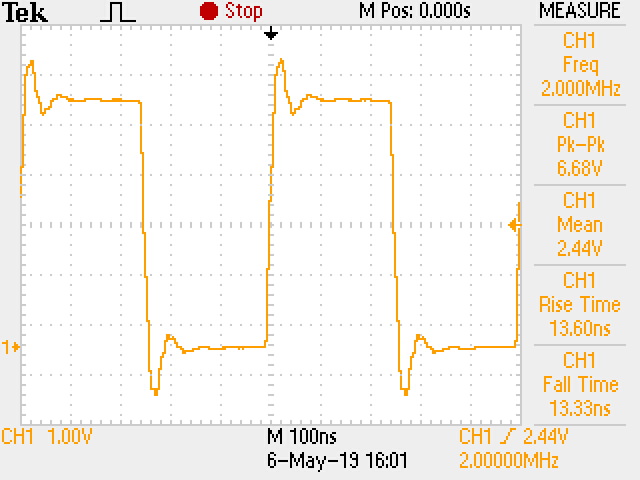 Tek Stop M Pos: 0.000s MEASURE
CH1
Freq
2.000MHz
CH1
Pk-Pk
6.68V
CH1
Mean
2.44V
CH1
Rise Time
13.60ns
CH1
Fall Time
13.33ns
1
CH1 1.00V M 100ns CH1 2.44V
6-May-19 16:01 2.00000MHz